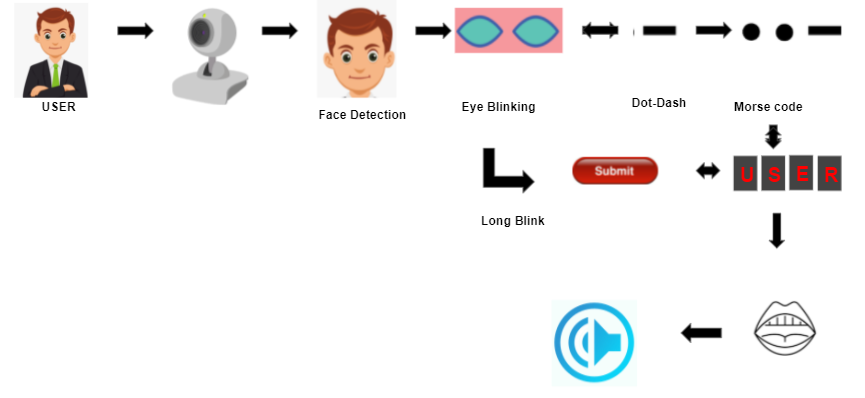 USER
Face Detection
Eye Blinking
Dot-Dash
Morse code
Submit
U S E R
Long Blink